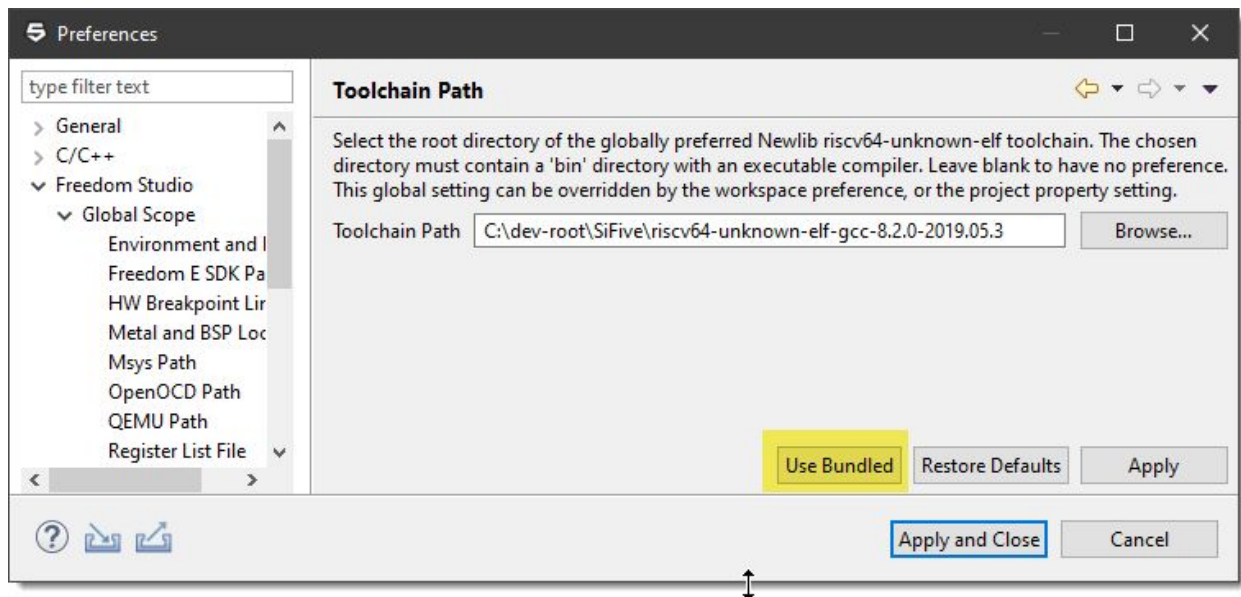 Preferences
type filter text
General
C/C++
Freedom Studio
Global Scope
Environment and I
Freedom E SDK Pa
HW Breakpoint Lir
Metal and BSP Loc
Msys Path
OpenOCD Path
QEMU Path
Register List File
Toolchain Path
Select the root directory of the globally preferred Newlib riscv64-unknown-elf toolchain. The chosen
directory must contain a 'bin' directory with an executable compiler. Leave blank to have no preference.
This global setting can be overridden by the workspace preference, or the project property setting.
Toolchain Path C:\dev-root\SiFive\riscv64-unknown-elf-gcc-8.2.0-2019.05.3 Browse...
Use Bundled Restore Defaults Apply
Apply and Close Cancel